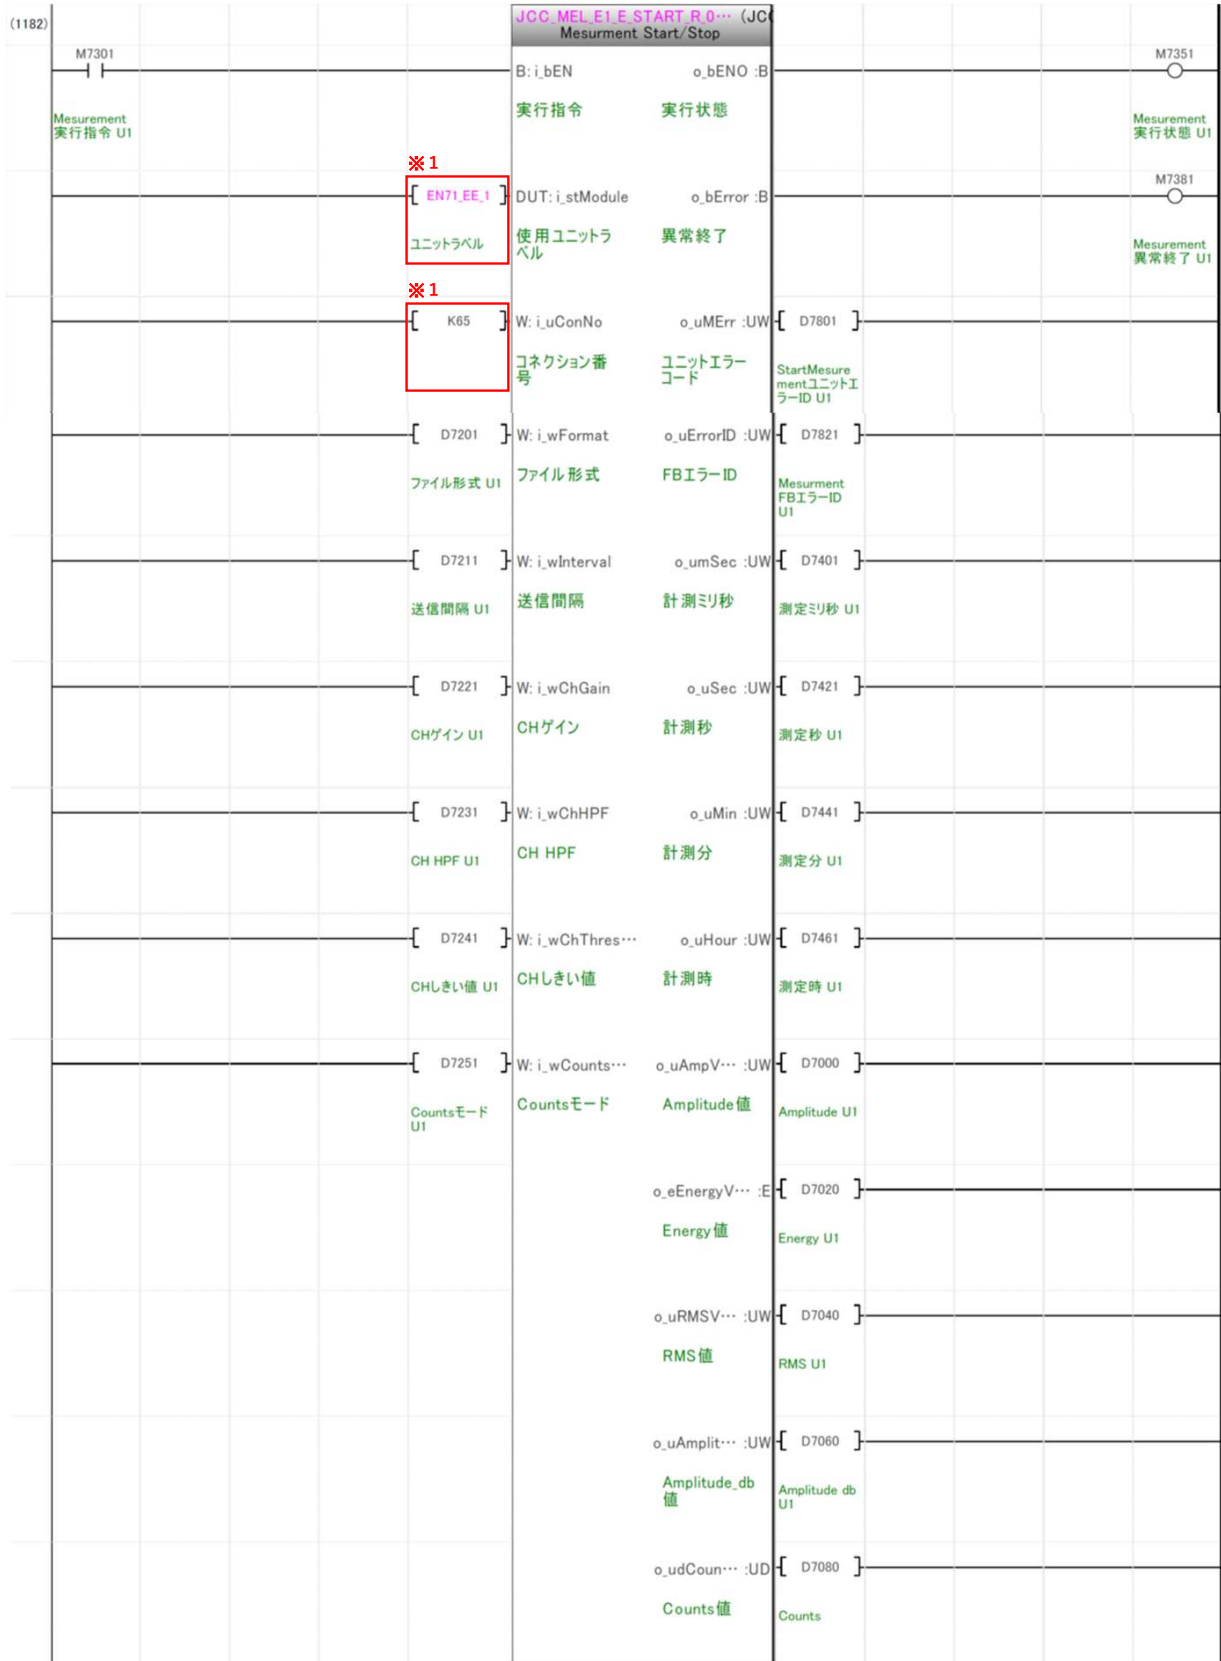 (1182)
JCC_MEL_E1_E_START_R_0… (JCC
Mesurment Start/Stop
M7301
B: i_bEN
o_bENO :B
M7351
Mesurement
実行指令 U1
実行指令
実行状態
Mesurement
実行状態 U1
※1
EN71_EE_1
DUT: i_stModule
o_bError :B
M7381
ユニットラベル
使用ユニットラ
ベル
異常終了
Mesurement
異常終了 U1
※1
K65
W: i_uConNo
o_uMErr :UW
D7801
コネクション番
号
ユニットエラー
コード
StartMesure
mentユニットエ
ラーID U1
D7201
W: i_wFormat
o_uErrorID :UW
D7821
ファイル形式 U1
ファイル形式
FBエラーID
Mesurment
FBエラーID
U1
D7211
W: i_wInterval
o_umSec :UW
D7401
送信間隔 U1
送信間隔
計測ミリ秒
測定ミリ秒 U1
D7221
W: i_wChGain
o_uSec :UW
D7421
CHゲイン U1
CHゲイン
計測秒
測定秒 U1
D7231
W: i_wChHPF
o_uMin :UW
D7441
CH HPF U1
CH HPF
計測分
測定分 U1
D7241
W: i_wChThres…
o_uHour :UW
D7461
CHしきい値 U1
CHしきい値
計測時
測定時 U1
D7251
W: i_wCounts…
o_uAmpV… :UW
D7000
Countsモード
U1
Countsモード
Amplitude値
Amplitude U1
o_eEnergyV… :E
D7020
Energy値
Energy U1
o_uRMSV… :UW
D7040
RMS値
RMS U1
o_uAmplit… :UW
D7060
Amplitude_db
値
Amplitude db
U1
o_udCoun… :UD
D7080
Counts値
Counts